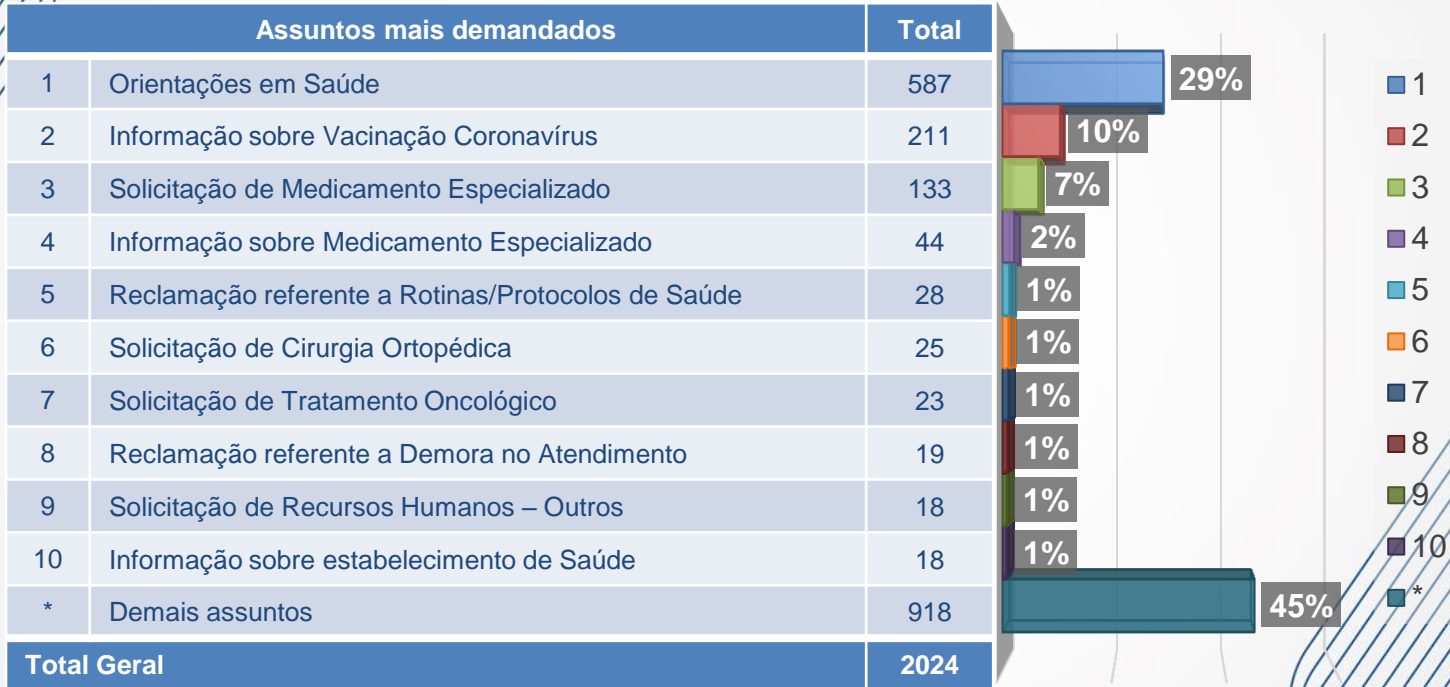 Assuntos mais demandados Total
1 Orientações em Saúde 587
2 Informação sobre Vacinação Coronavírus 211
3 Solicitação de Medicamento Especializado 133
4 Informação sobre Medicamento Especializado 44
5 Reclamação referente a Rotinas/Protocolos de Saúde 28
6 Solicitação de Cirurgia Ortopédica 25
7 Solicitação de Tratamento Oncológico 23
8 Reclamação referente a Demora no Atendimento 19
9 Solicitação de Recursos Humanos – Outros 18
10 Informação sobre estabelecimento de Saúde 18
* Demais assuntos 918
Total Geral 2024
29%
10%
7%
2%
1%
1%
1%
1%
1%
1%
45%
1
2
3
4
5
6
7
8
9
10
*